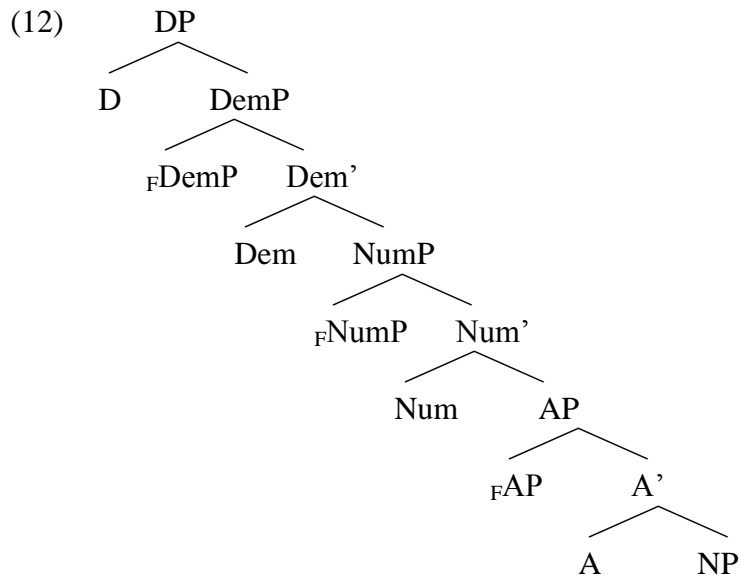 (12) DP
D DemP
FDemP Dem’
Dem NumP
FNumP Num’
Num AP
FAP A’
A NP